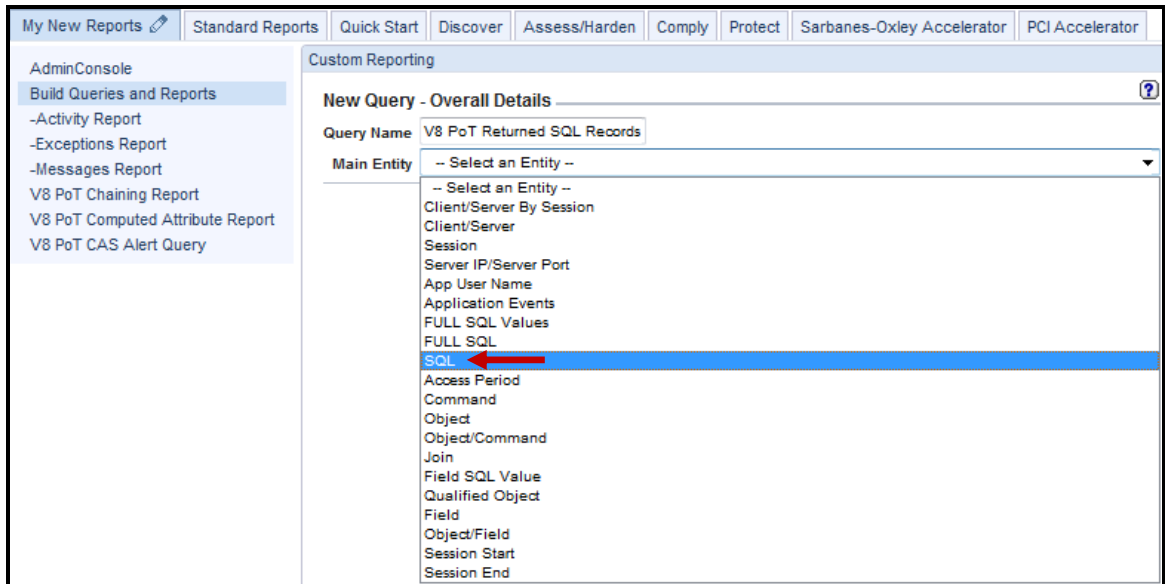 My New Reports Standard Reports Quick Start Discover Assess/Harden Comply Protect Sarbanes-Oxley Accelerator PCI Accelerator
AdminConsole
Build Queries and Reports
-Activity Report
-Exceptions Report
-Messages Report
V8 PoT Chaining Report
V8 PoT Computed Attribute Report
V8 PoT CAS Alert Query
Custom Reporting
New Query - Overall Details
?
Query Name V8 PoT Returned SQL Records
Main Entity -- Select an Entity --
-- Select an Entity --
Client/Server By Session
Client/Server
Session
Server IP/Server Port
App User Name
Application Events
FULL SQL Values
FULL SQL
SQL
Access Period
Command
Object
Object/Command
Join
Field SQL Value
Qualified Object
Field
Object/Field
Session Start
Session End